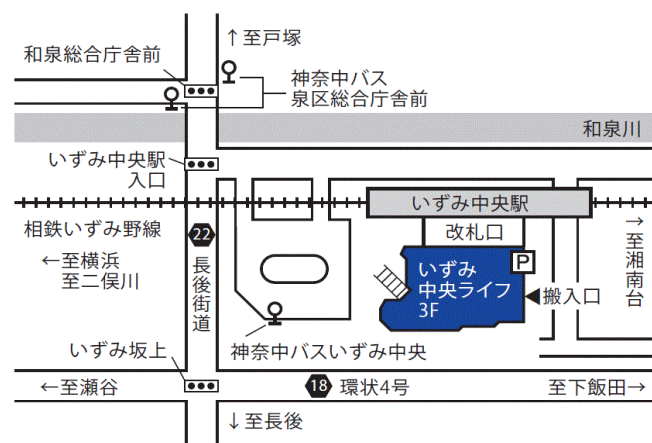 ↑至戸塚
和泉総合庁舎前
神奈中バス
泉区総合庁舎前
和泉川
いずみ中央駅
入口
いずみ中央駅
改札口
相鉄いずみ野線
←至横浜
至二俣川
22
長後街道
いずみ
中央ライフ
3F
P
搬入口
→至湘南台
神奈中バスいずみ中央
いずみ坂上
←至瀬谷
18 環状4号
至下飯田→
↓至長後